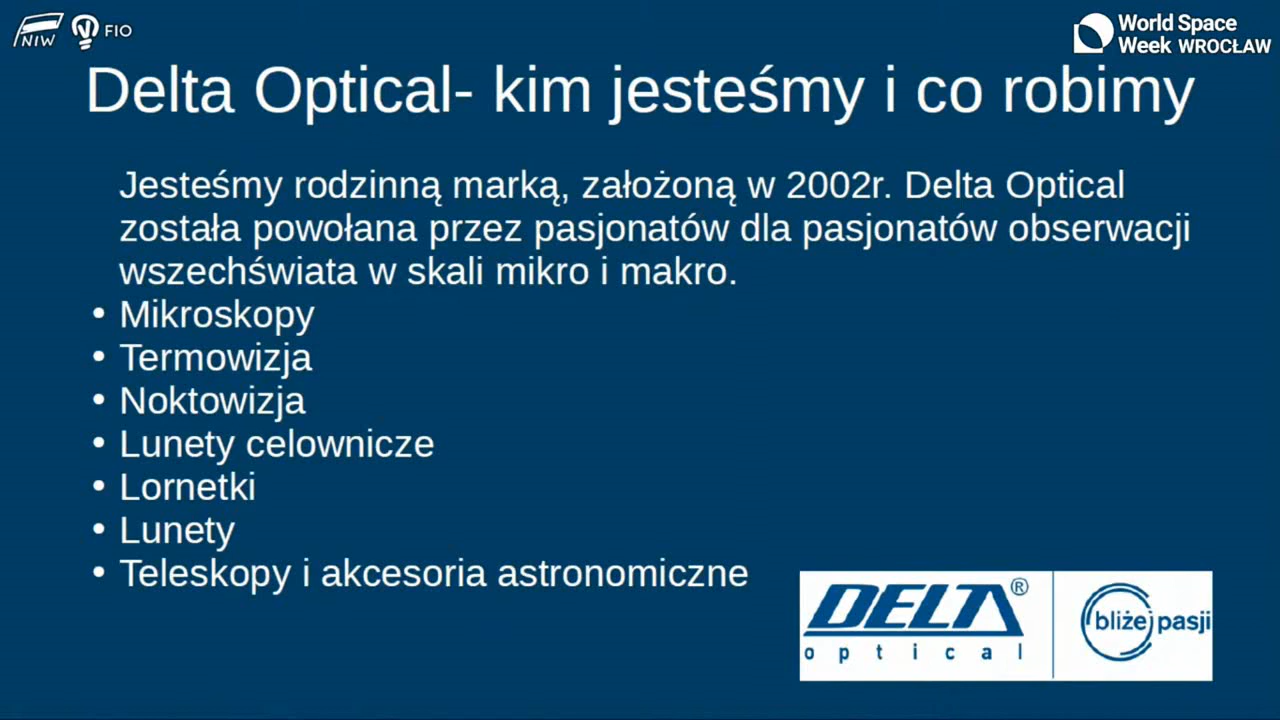 NIW FIO
World Space
Week WROCŁAW
Delta Optical- kim jesteśmy i co robimy
Jesteśmy rodzinną marką, założoną w 2002r. Delta Optical
została powołana przez pasjonatów dla pasjonatów obserwacji
wszechświata w skali mikro i makro.
• Mikroskopy
• Termowizja
• Noktowizja
• Lunety celownicze
• Lornetki
• Lunety
• Teleskopy i akcesoria astronomiczne
DELTA®
optical
bliżej pasji